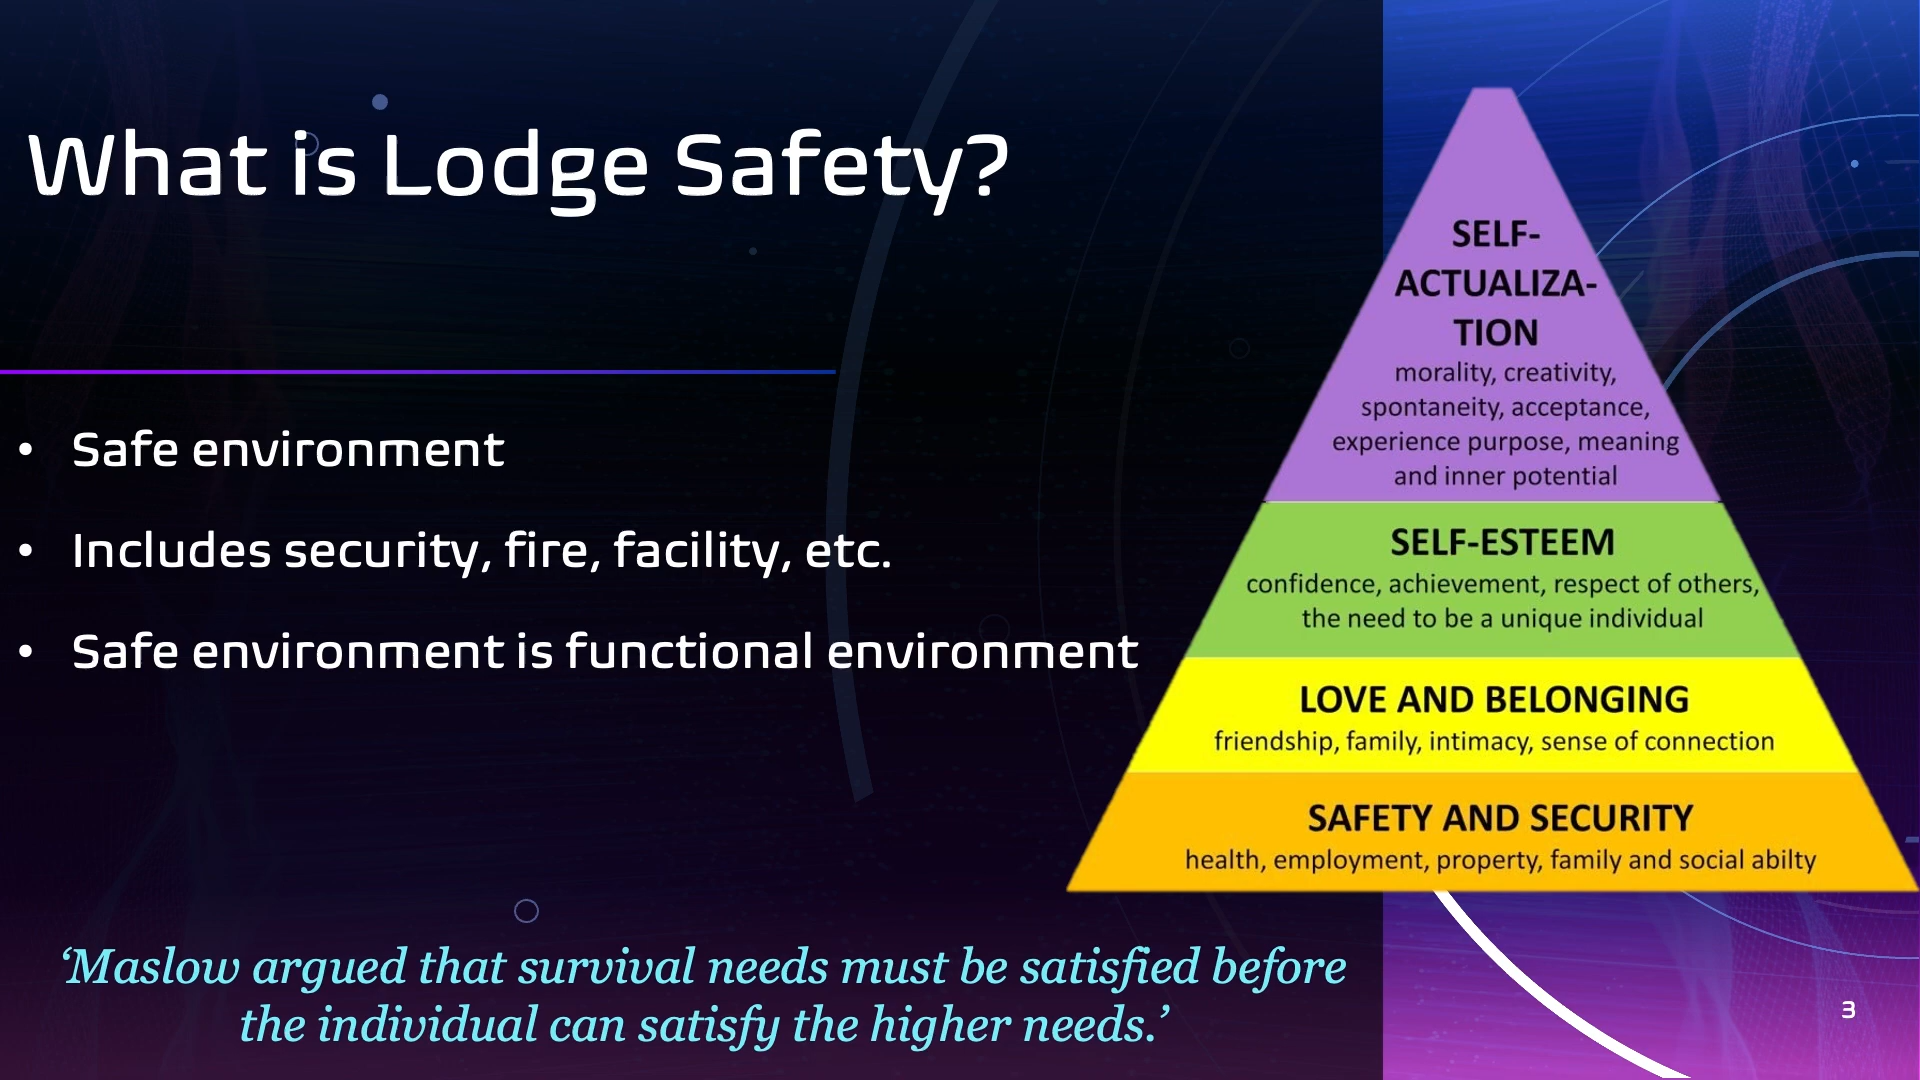 What is Lodge Safety?
• Safe environment
• Includes security, fire, facility, etc.
• Safe environment is functional environment
SELF-
ACTUALIZA-
TION
morality, creativity,
spontaneity, acceptance,
experience purpose, meaning
and inner potential
SELF-ESTEEM
confidence, achievement, respect of others,
the need to be a unique individual
LOVE AND BELONGING
friendship, family, intimacy, sense of connection
SAFETY AND SECURITY
health, employment, property, family and social abilty
‘Maslow argued that survival needs must be satisfied before
the individual can satisfy the higher needs.’
3